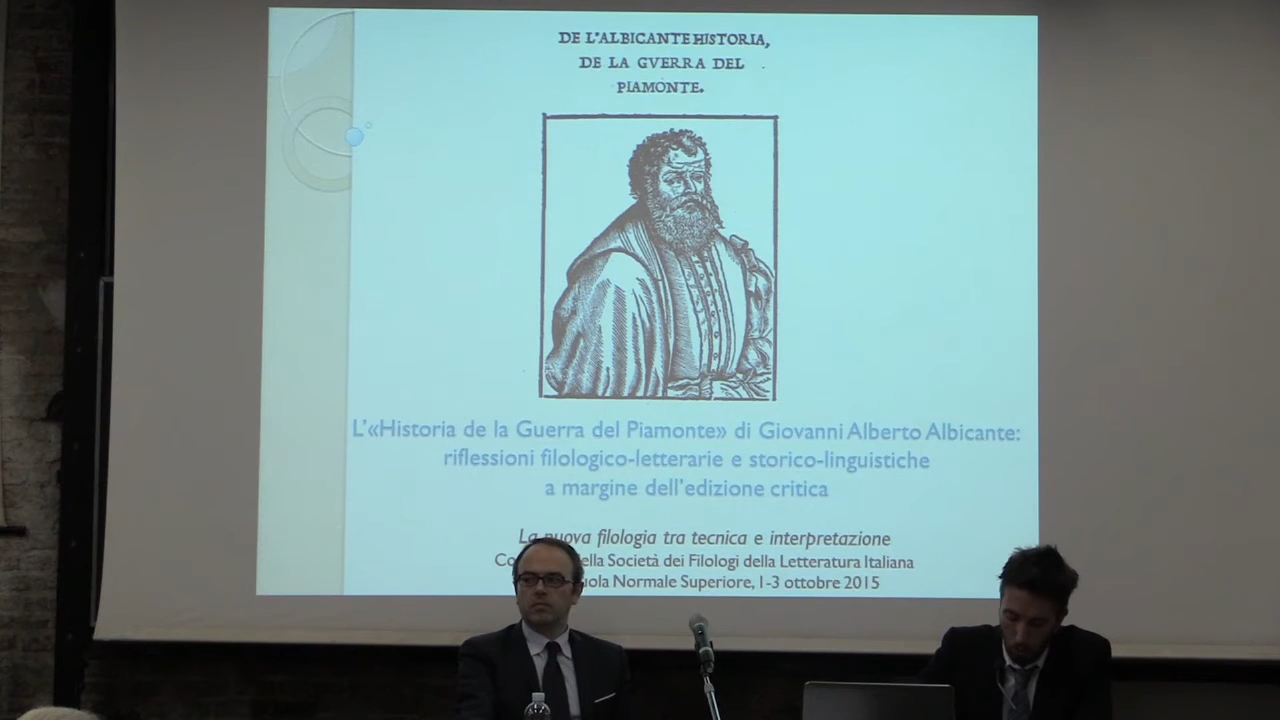 DE L'ALBICANTE HISTORIA,
DE LA GVERRA DEL
PIAMONTE.
L'«Historia de la Guerra del Piamonte» di Giovanni Alberto Albicante:
riflessioni filologico-letterarie e storico-linguistiche
a margine dell'edizione critica
La nuova filologia tra tecnica e interpretazione
della Società dei Filologi della Letteratura Italiana
Normale Superiore, 1-3 ottobre 2015